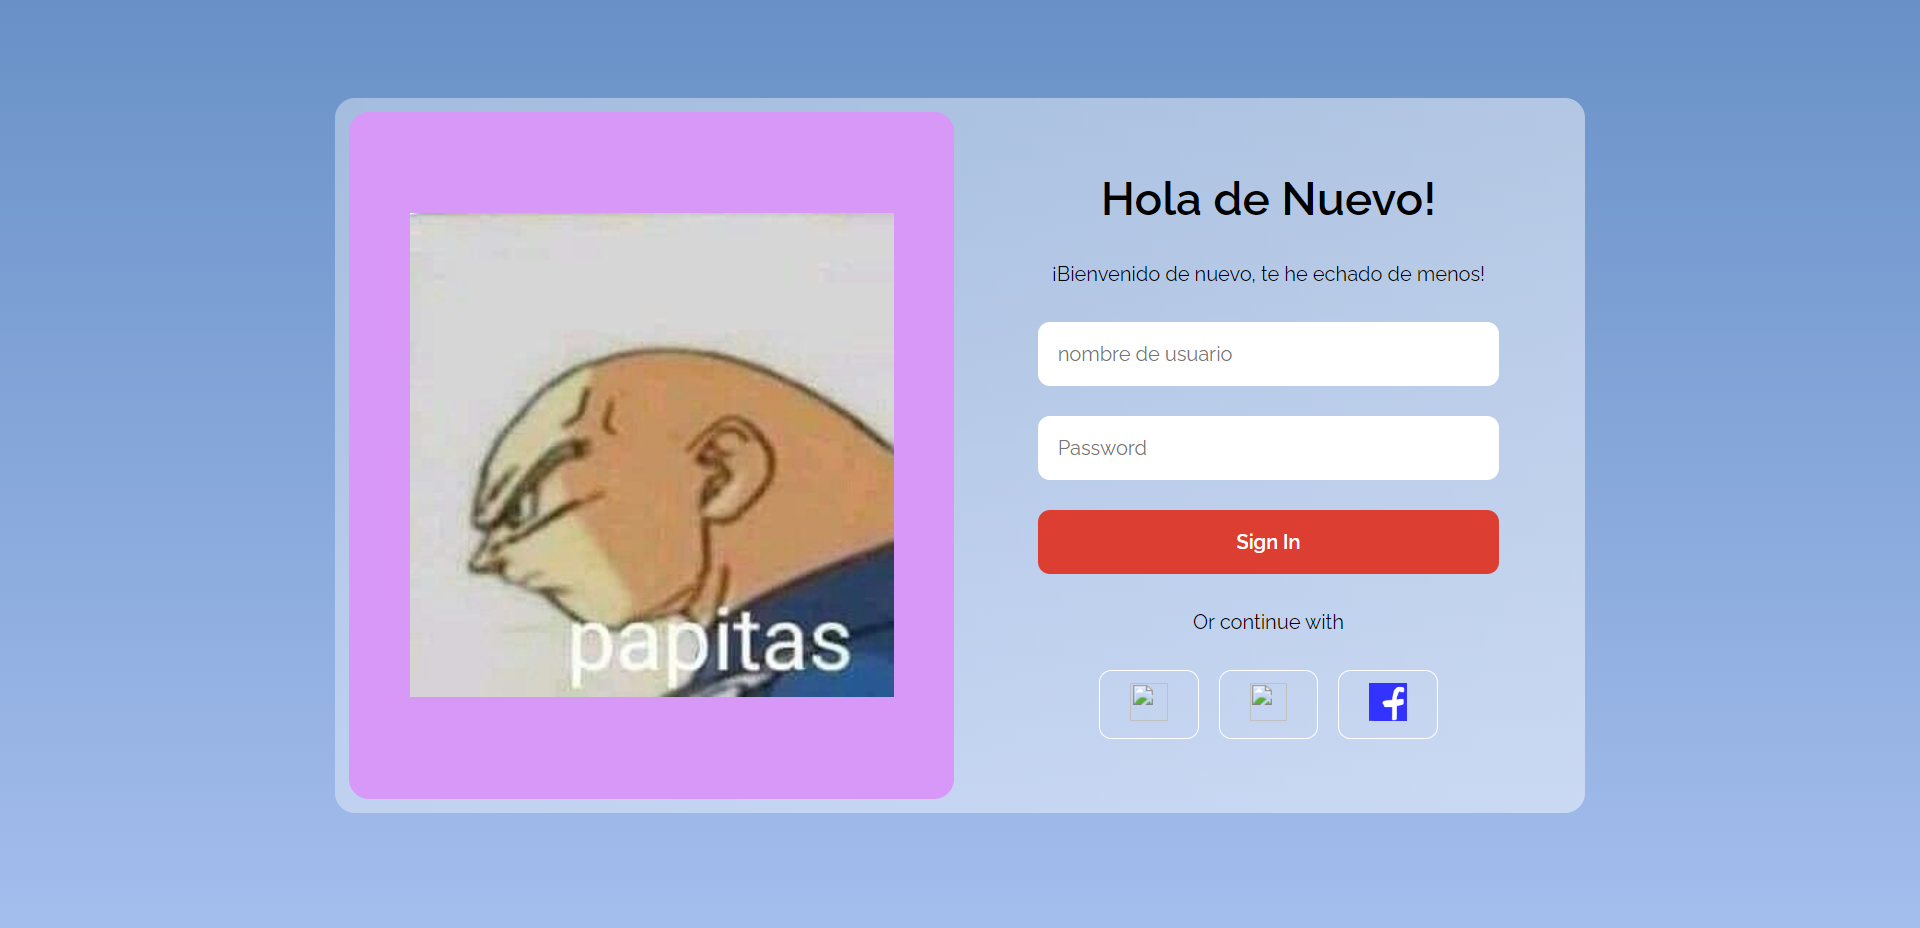 papitas
Hola de Nuevo!
¡Bienvenido de nuevo, te he echado de menos!
nombre de usuario
Password
Sign In
Or continue with